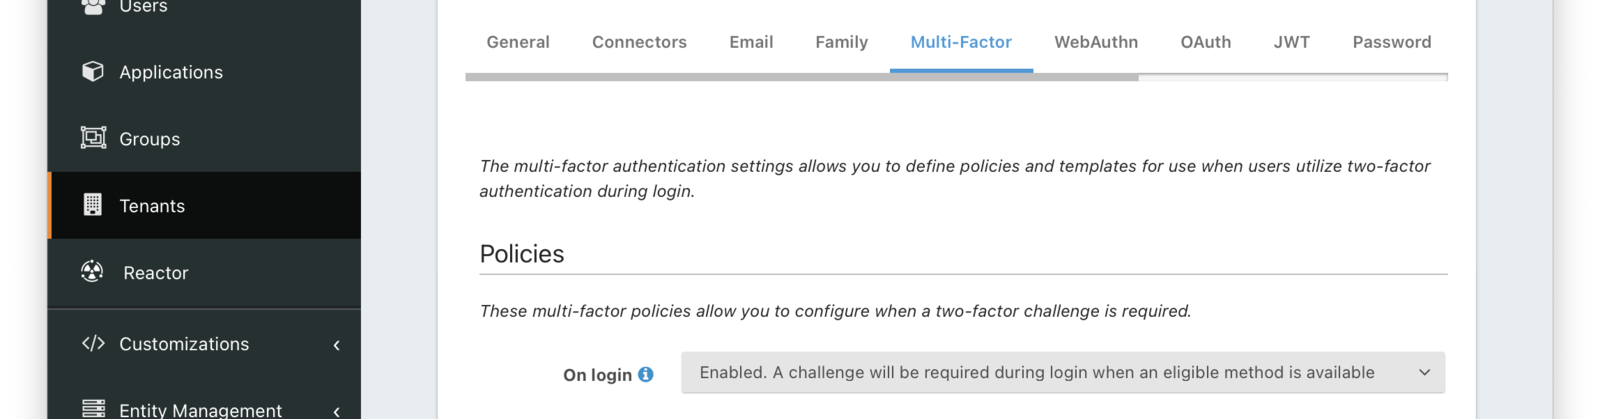 Users
Applications
Groups
Tenants
Reactor
Customizations
Entity Management
General Connectors Email Family Multi-Factor WebAuthn OAuth JWT Password
The multi-factor authentication settings allows you to define policies and templates for use when users utilize two-factor
authentication during login.
Policies
These multi-factor policies allow you to configure when a two-factor challenge is required.
On login Enabled. A challenge will be required during login when an eligible method is available